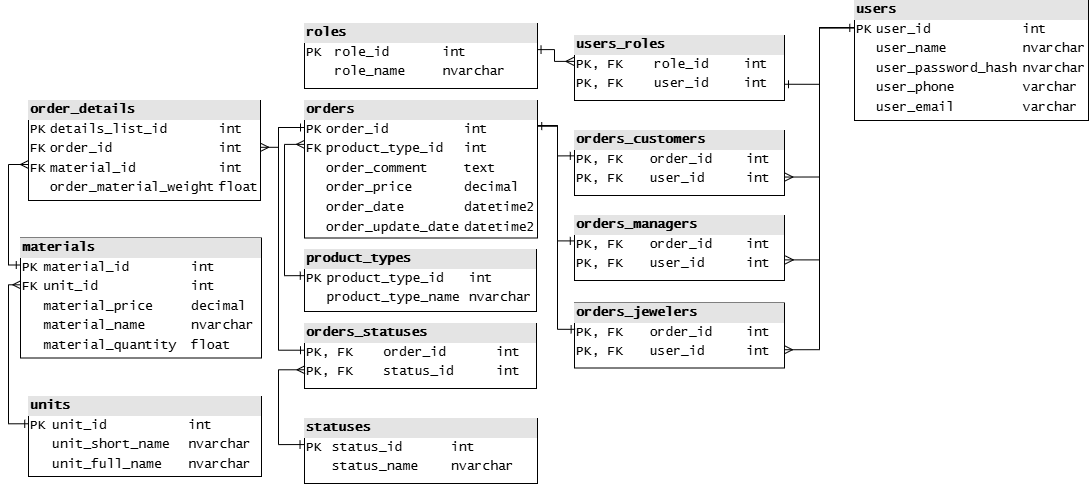 order_details
PK details_list_id int
FK order_id int
FK material_id int
order_material_weight float
materials
PK material_id int
FK unit_id int
material_price decimal
material_name nvarchar
material_quantity float
units
PK unit_id int
unit_short_name nvarchar
unit_full_name nvarchar
roles
PK role_id int
role_name nvarchar
orders
PK order_id int
FK product_type_id int
order_comment text
order_price decimal
order_date datetime2
order_update_date datetime2
product_types
PK product_type_id int
product_type_name nvarchar
orders_statuses
PK, FK order_id int
PK, FK status_id int
statuses
PK status_id int
status_name nvarchar
users_roles
PK, FK role_id int
PK, FK user_id int
orders_customers
PK, FK order_id int
PK, FK user_id int
orders_managers
PK, FK order_id int
PK, FK user_id int
orders_jewelers
PK, FK order_id int
PK, FK user_id int
users
PK user_id int
user_name nvarchar
user_password_hash nvarchar
user_phone varchar
user_email varchar